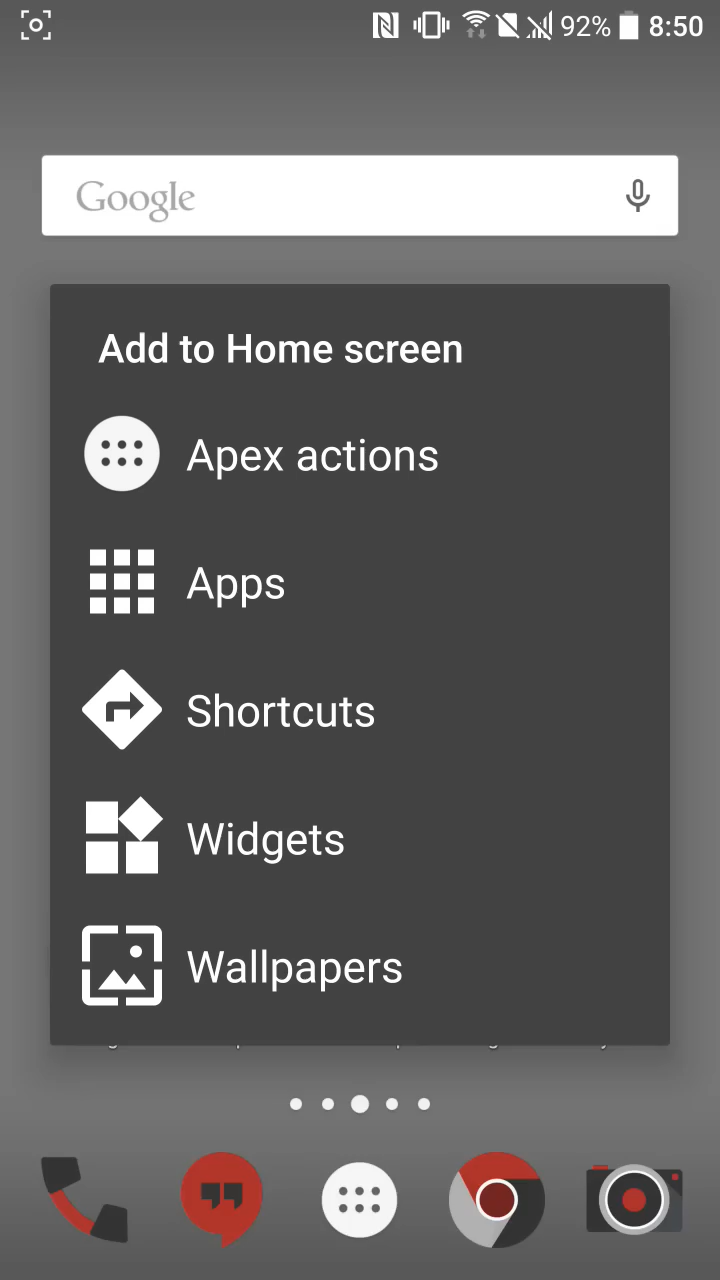 92% 8:50
Google
Add to Home screen
Apex actions
Apps
Shortcuts
Widgets
Wallpapers